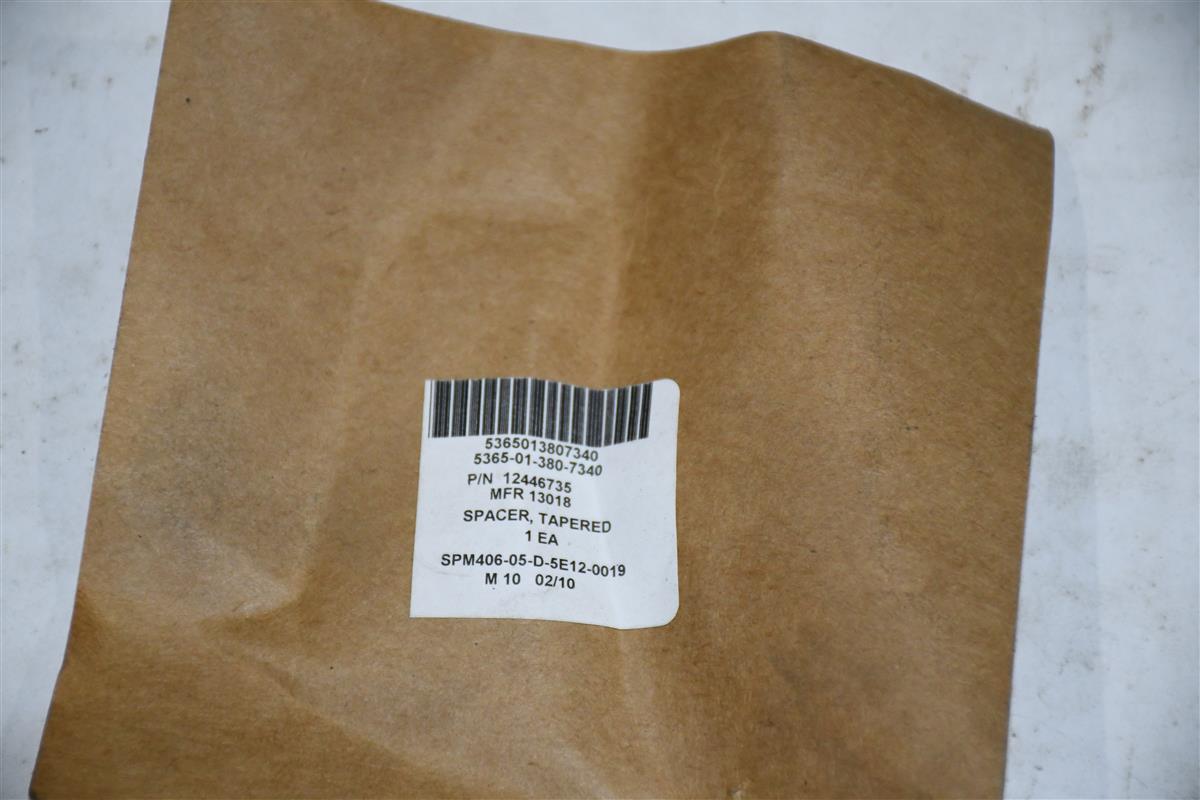 5365013807340
5365-01-380-7340
P/N 12446735
MFR 13018
SPACER, TAPERED
1 EA
SPM406-05-D-5E12-0019
M 10 02/10